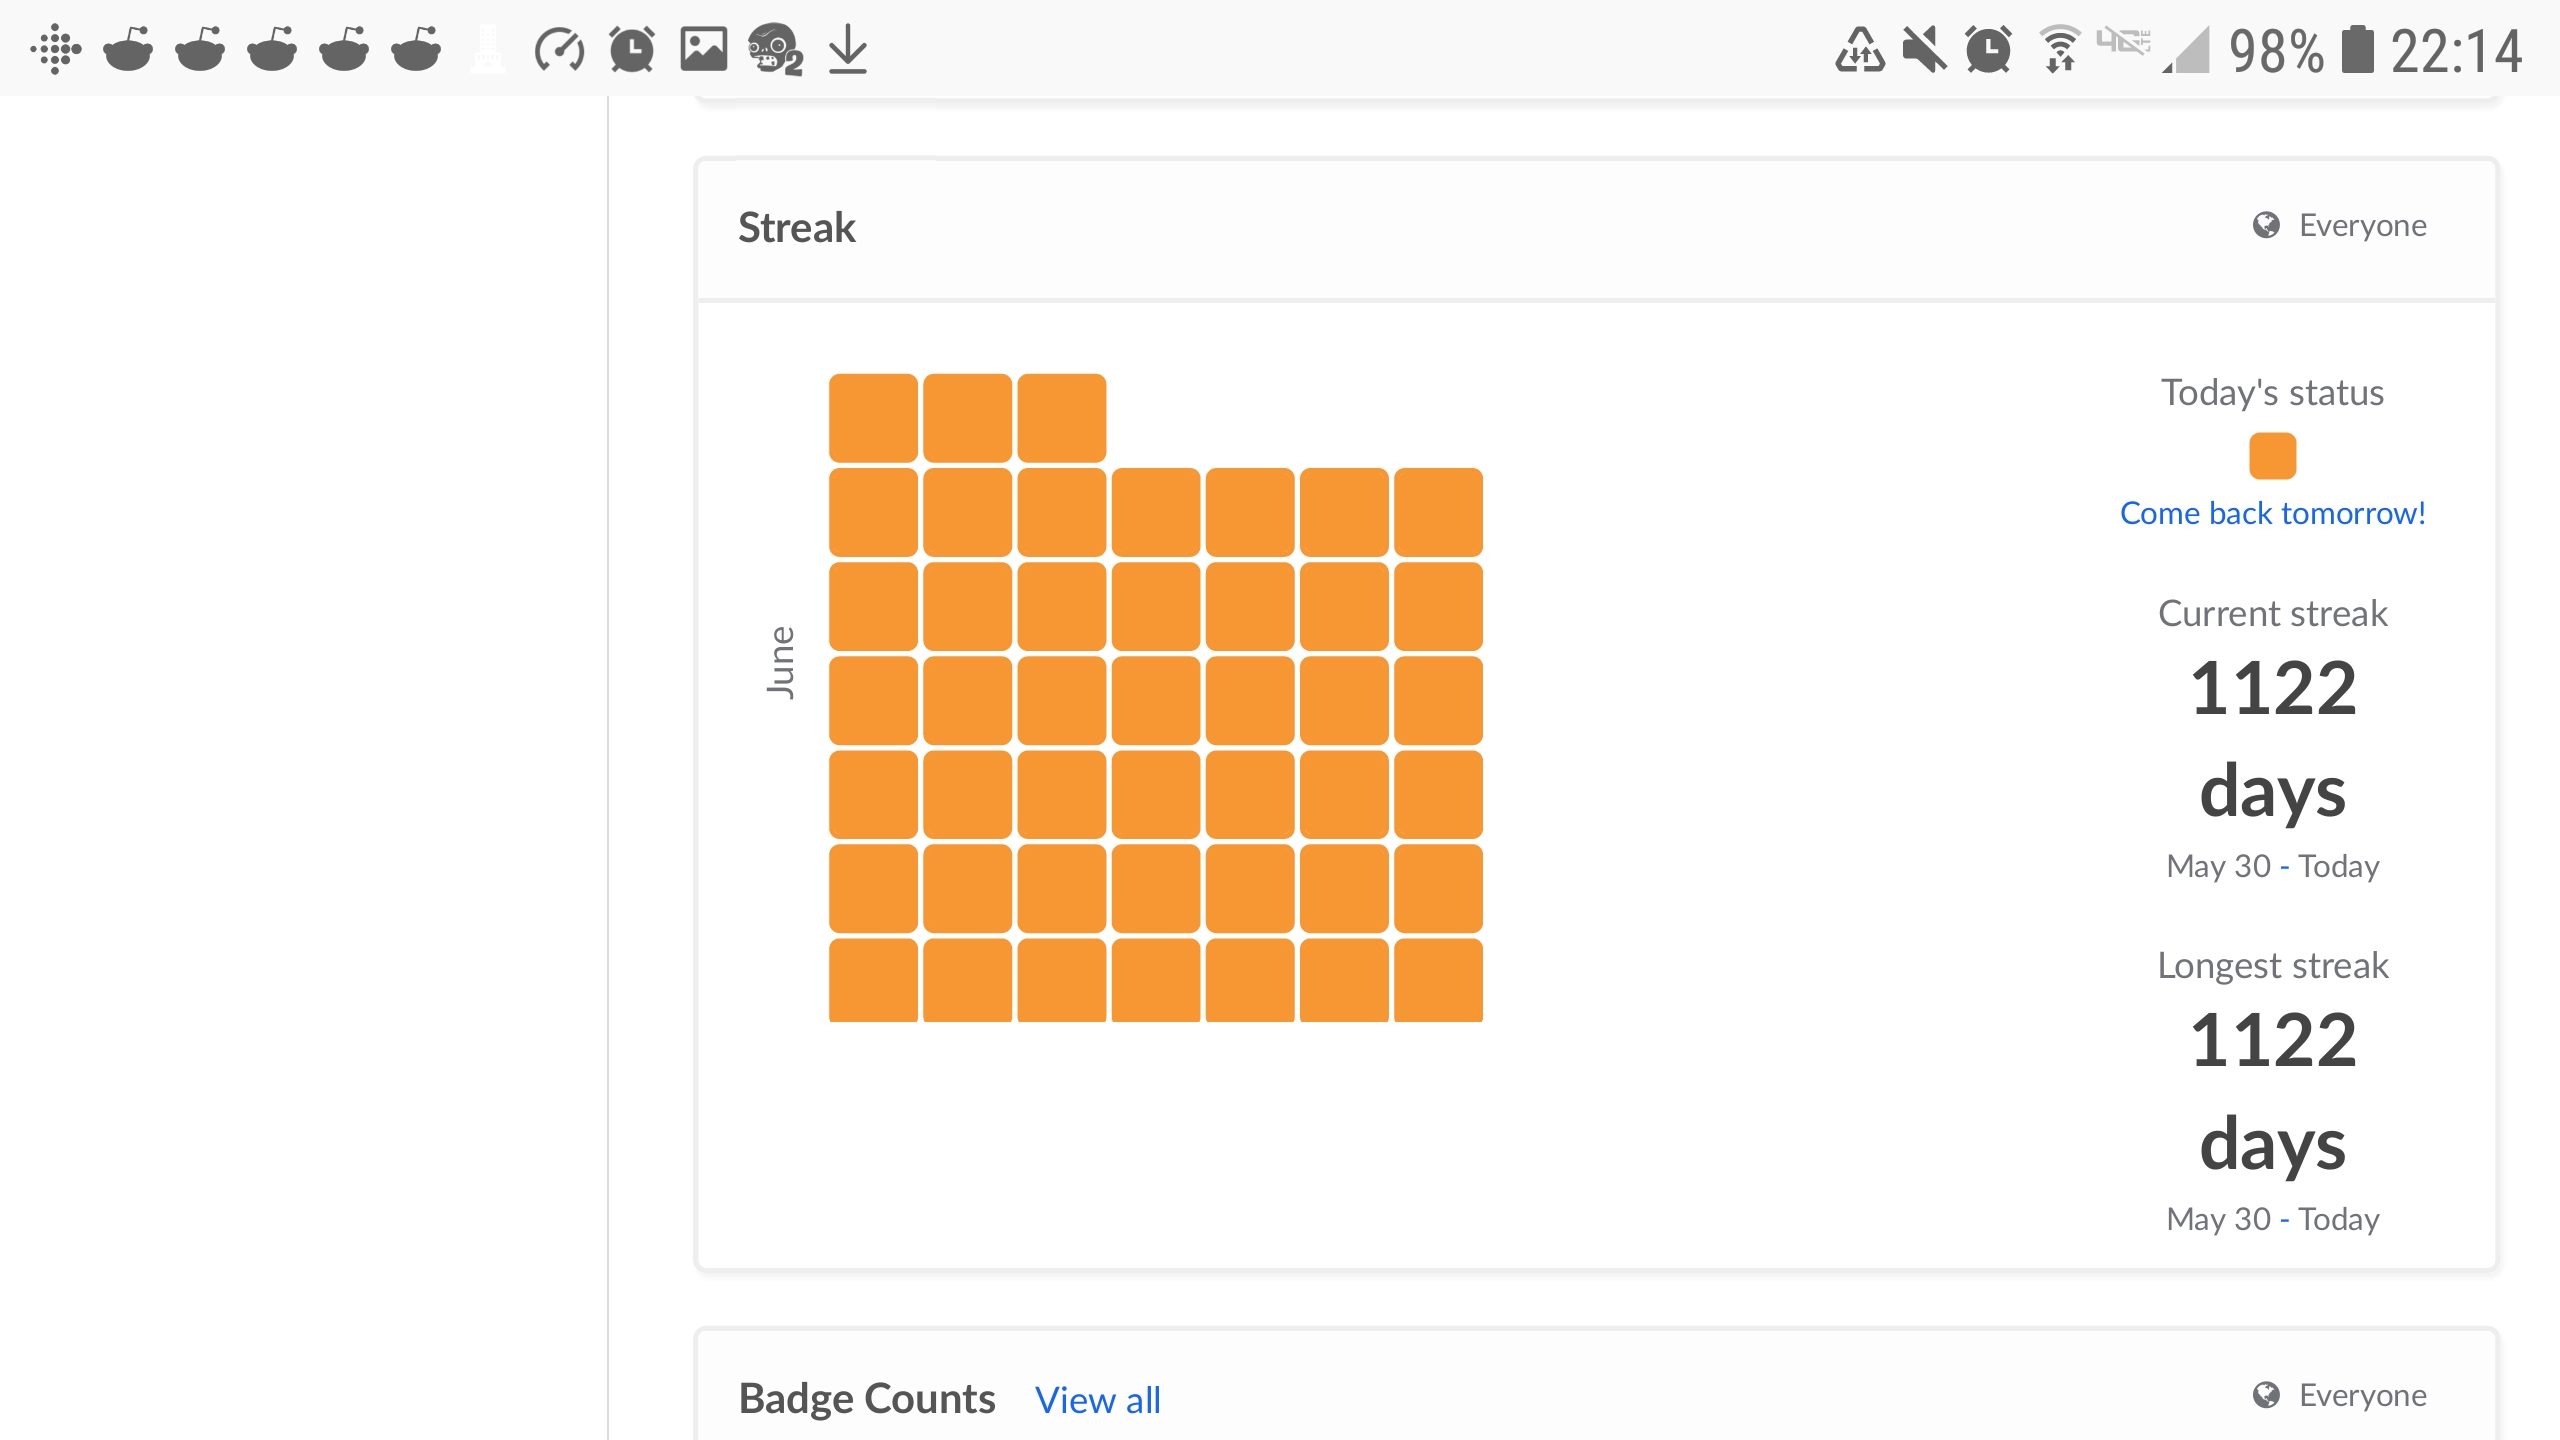 98% 22:14
Streak
Everyone
June
Today's status
Come back tomorrow!
Current streak
1122
days
May 30 - Today
Longest streak
1122
days
May 30 - Today
Badge Counts View all
Everyone